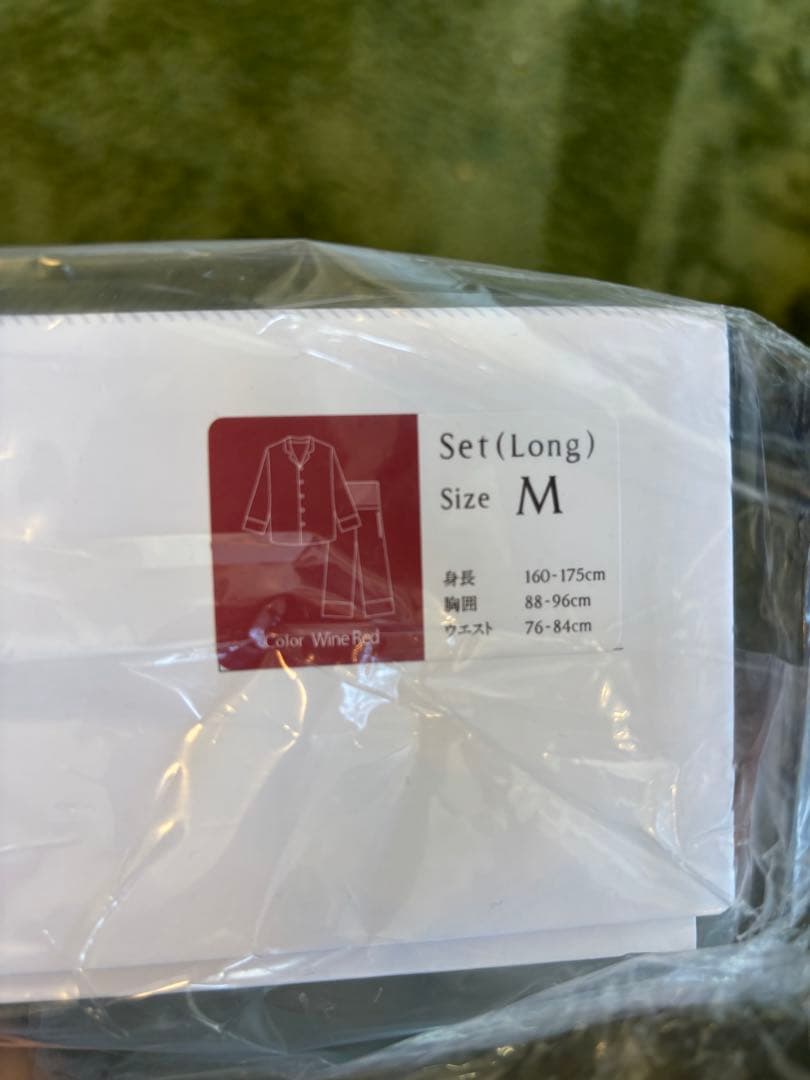 Set(Long)
Size M
身長 160-175cm
胸囲 88-96cm
ウエスト 76-84cm
Color Wine Red